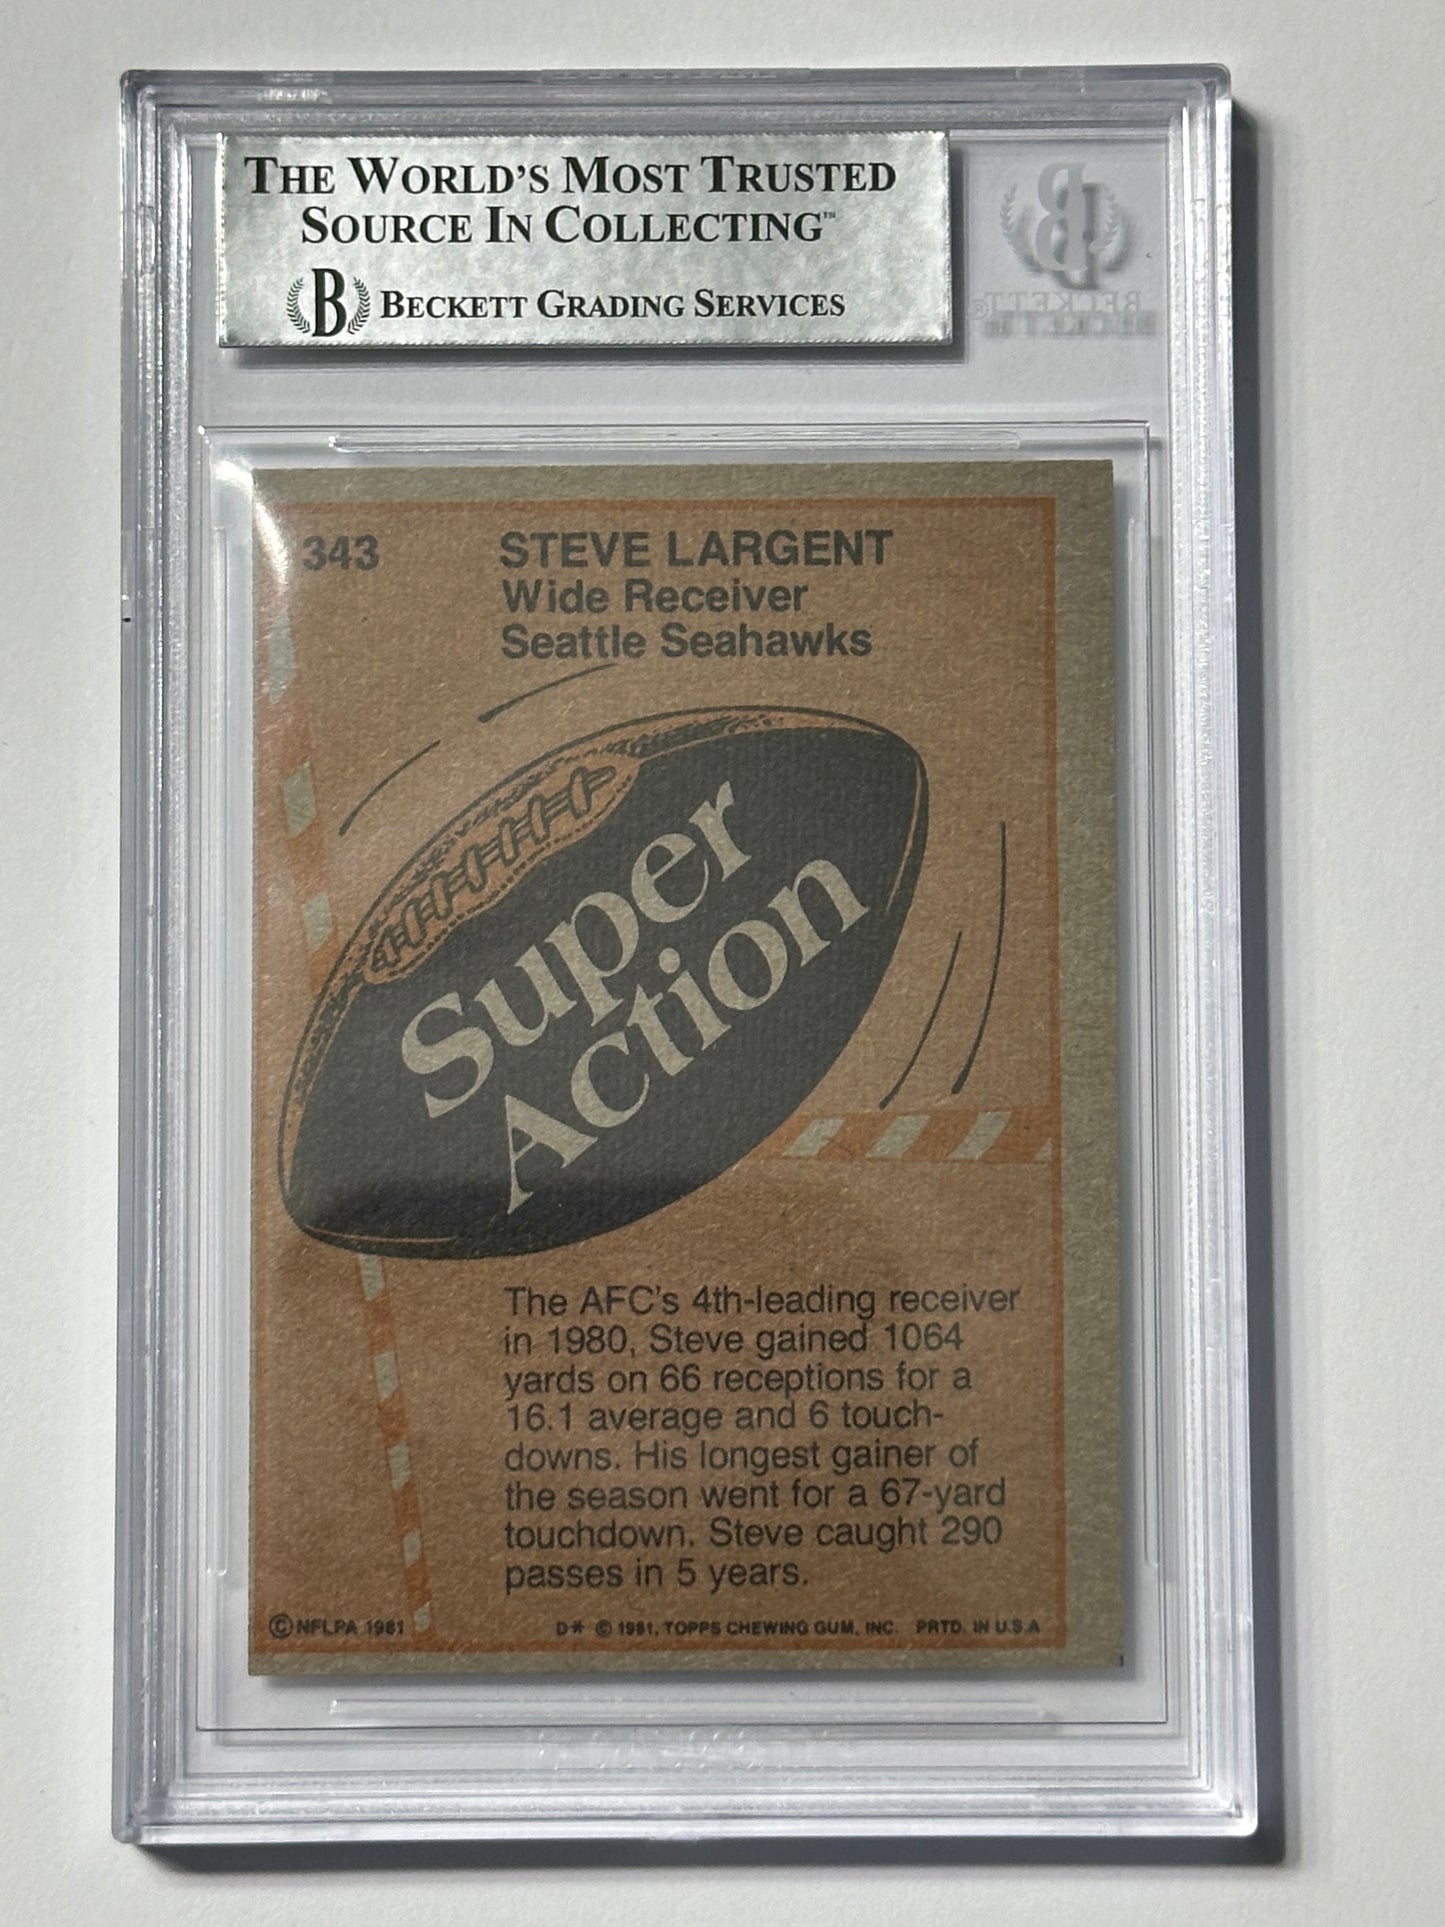 THE WORLD'S MOST TRUSTED
SOURCE IN COLLECTING™
B BECKETT GRADING SERVICES
B
BECKETT®
343
STEVE LARGENT
Wide Receiver
Seattle Seahawks
Super
Action
The AFC's 4th-leading receiver
in 1980, Steve gained 1064
yards on 66 receptions for a
16.1 average and 6 touch-
downs. His longest gainer of
the season went for a 67-yard
touchdown. Steve caught 290
passes in 5 years.
© NFLPA 1981
D* © 1981, TOPPS CHEWING GUM, INC. PRTD. IN U.S.A